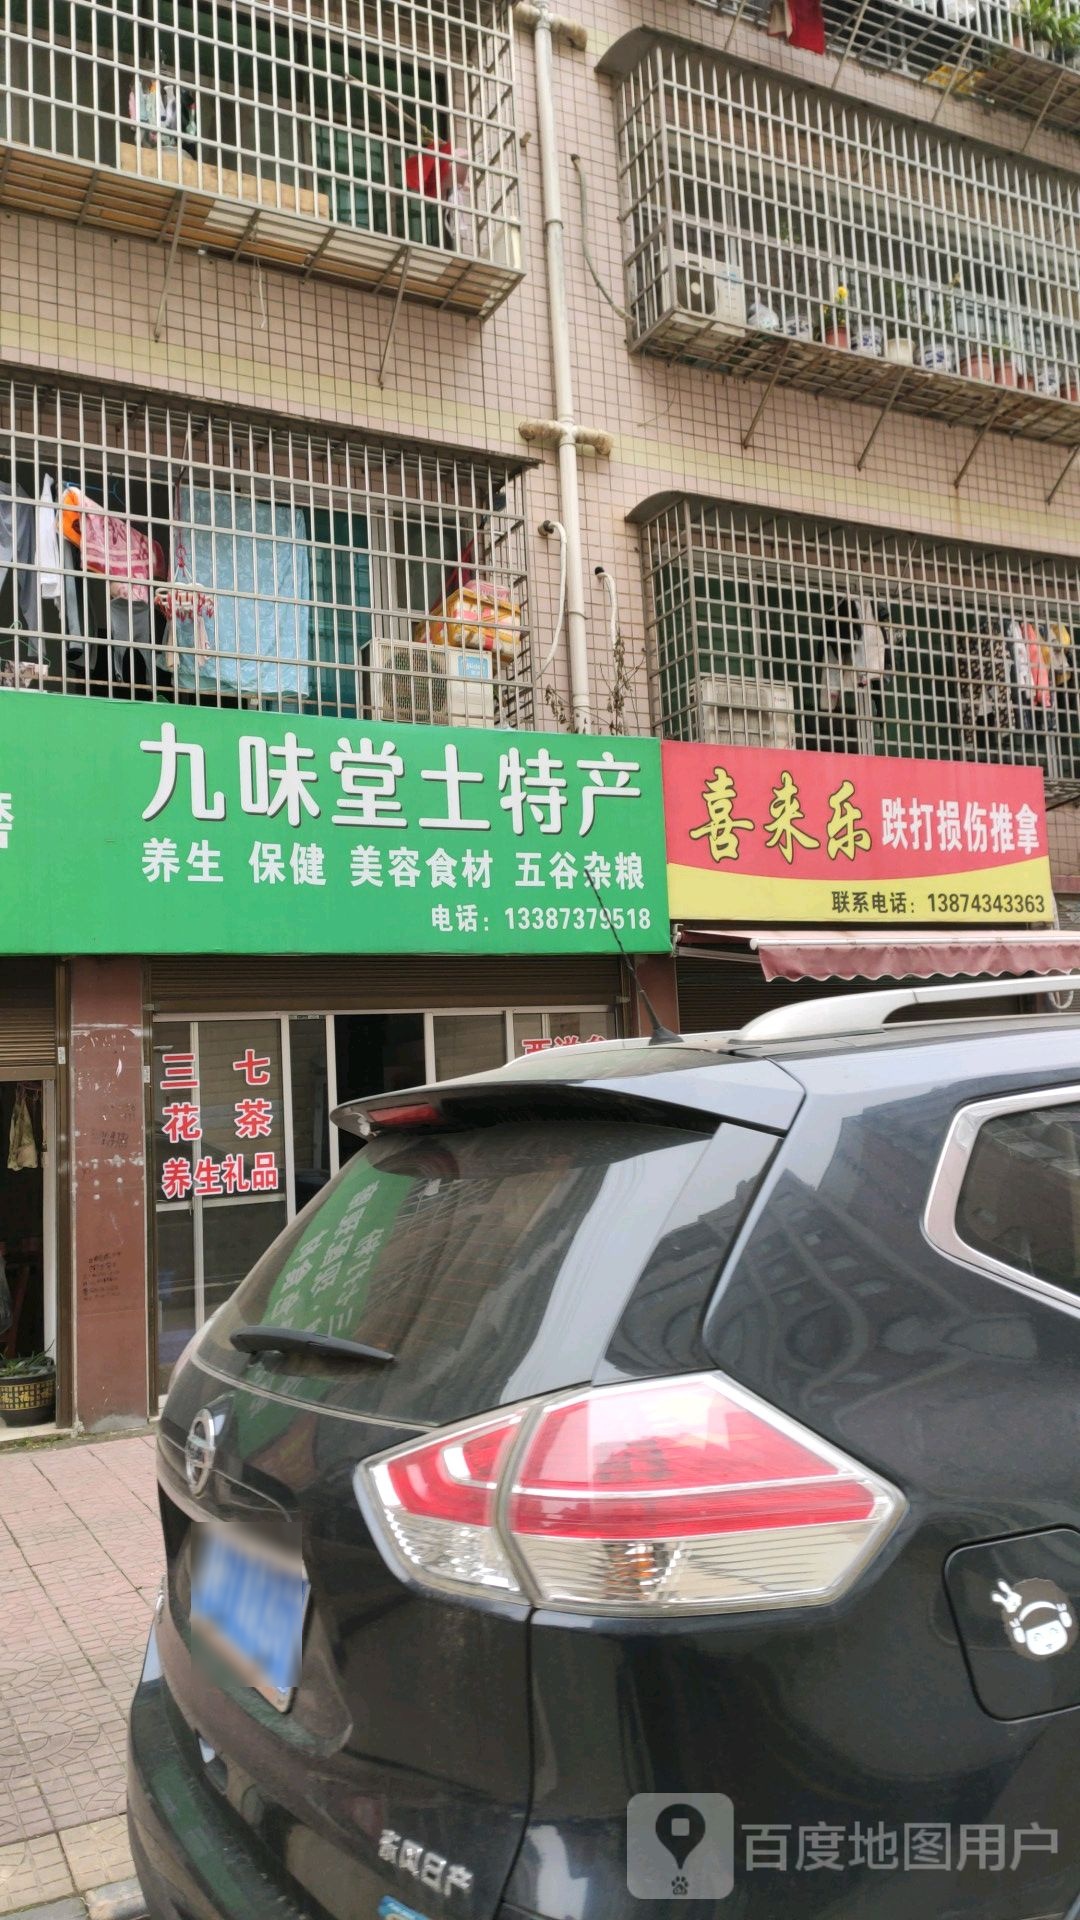 九味堂土特产
养生 保健 美容食材 五谷杂粮
电话：13387379518
喜来乐 跌打损伤推拿
联系电话：13874343363
三七
花茶
养生礼品
东风日产
百度地图用户